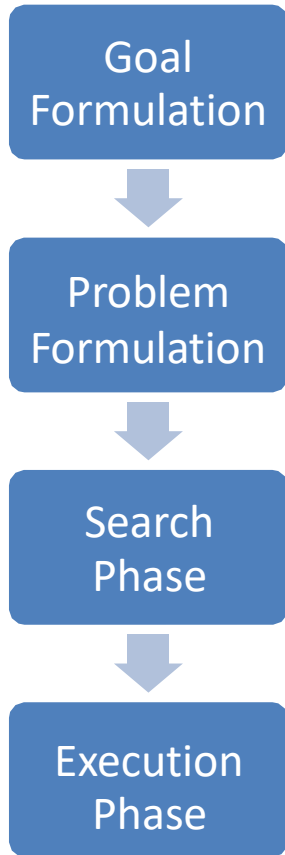 Goal
Formulation
Problem
Formulation
Search
Phase
Execution
Phase